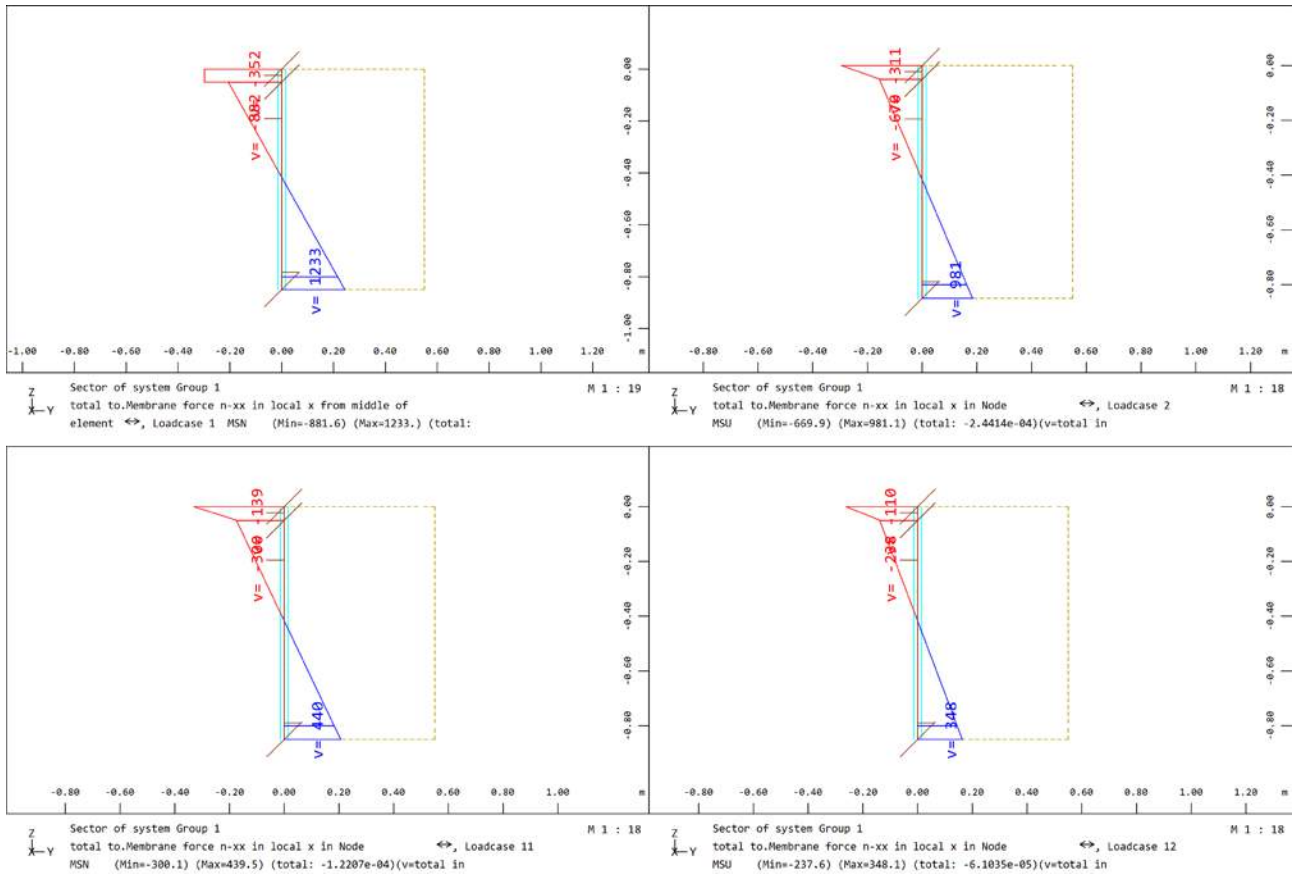 -352
v= -882
v= 1233
0.00
-0.20
-0.40
-0.60
-0.80
-1.00
-1.00 -0.80 -0.60 -0.40 -0.20 0.00 0.20 0.40 0.60 0.80 1.00 1.20 m
Z
X Y
Sector of system Group 1 M 1 : 19
total to.Membrane force n-xx in local x from middle of
element ↔, Loadcase 1 MSN (Min=-881.6) (Max=1233.) (total:
-311
v= -670
v= 981
0.00
-0.20
-0.40
-0.60
-0.80
-0.80 -0.60 -0.40 -0.20 0.00 0.20 0.40 0.60 0.80 1.00 1.20 m
Z
X Y
Sector of system Group 1 M 1 : 18
total to.Membrane force n-xx in local x in Node ↔, Loadcase 2
MSU (Min=-669.9) (Max=981.1) (total: -2.4414e-04)(v=total in
-139
v= -300
v= 440
0.00
-0.20
-0.40
-0.60
-0.80
-0.80 -0.60 -0.40 -0.20 0.00 0.20 0.40 0.60 0.80 1.00 1.20 m
Z
X Y
Sector of system Group 1 M 1 : 18
total to.Membrane force n-xx in local x in Node ↔, Loadcase 11
MSN (Min=-300.1) (Max=439.5) (total: -1.2207e-04)(v=total in
-110
v= 348
0.00
-0.20
-0.40
-0.60
-0.80
-0.80 -0.60 -0.40 -0.20 0.00 0.20 0.40 0.60 0.80 1.00 1.20 m
Z
X Y
Sector of system Group 1 M 1 : 18
total to.Membrane force n-xx in local x in Node ↔, Loadcase 12
MSU (Min=-237.6) (Max=348.1) (total: -6.1035e-05)(v=total in